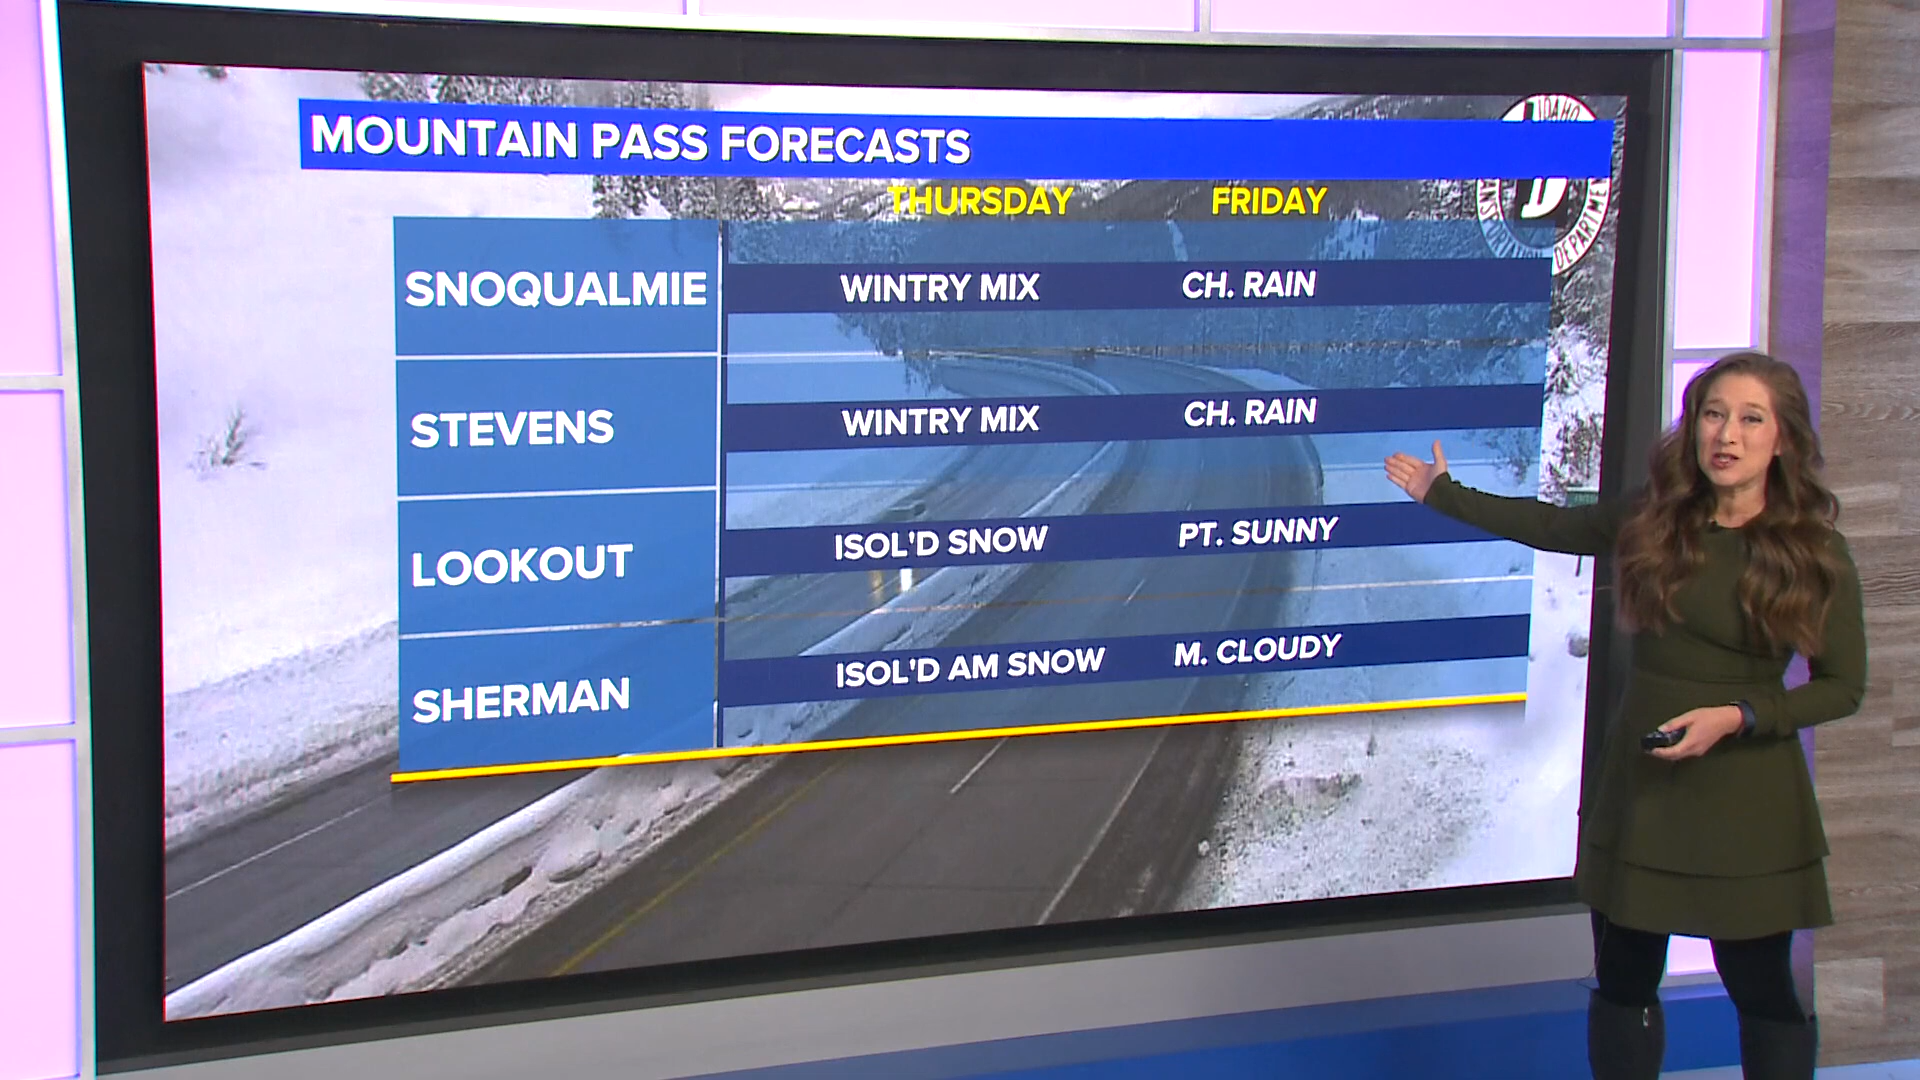 MOUNTAIN PASS FORECASTS
THURSDAY FRIDAY
SNOQUALMIE WINTRY MIX CH. RAIN
STEVENS WINTRY MIX CH. RAIN
LOOKOUT ISOL'D SNOW PT. SUNNY
SHERMAN ISOL'D AM SNOW M. CLOUDY
IDAHO